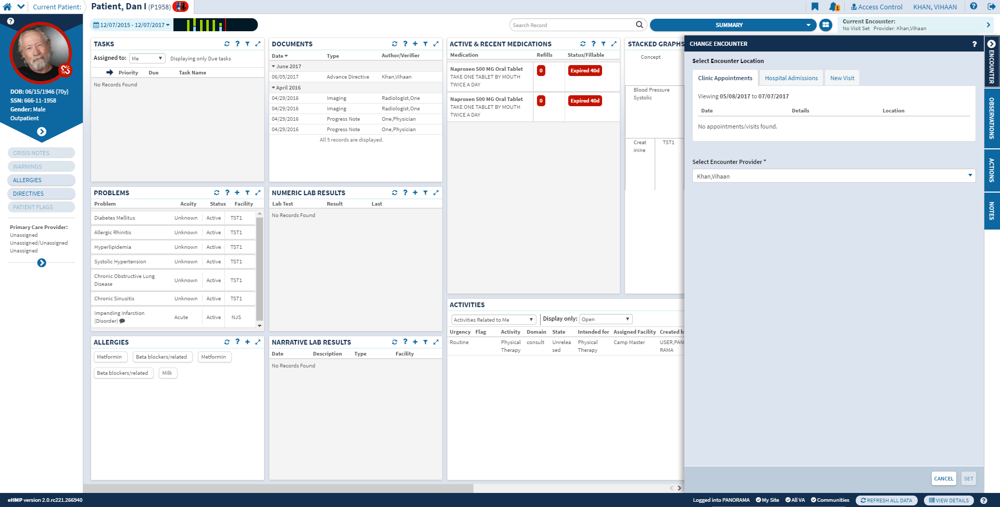 Current Patient:
Patient, Dan I (P1958)
1
Access Control
KHAN, VIHAAN
12/07/2015 - 12/07/2017
Search Record
SUMMARY
Current Encounter:
No Visit Set Provider: Khan,Vihaan
DOB: 06/15/1946 (70y)
SSN: 666-11-1958
Gender: Male
Outpatient
CRISIS NOTES
WARNINGS
ALLERGIES
DIRECTIVES
PATIENT FLAGS
Primary Care Provider:
Unassigned
Unassigned/Unassigned
Unassigned
TASKS
Assigned to: Me Displaying only Due tasks
Priority Due Task Name
No Records Found
DOCUMENTS
Date Type Author/Verifier
June 2017
06/05/2017 Advance Directive Khan,Vihaan
April 2016
04/29/2016 Imaging Radiologist,One
04/29/2016 Imaging Radiologist,One
04/29/2016 Progress Note One,Physician
04/29/2016 Progress Note One,Physician
All 5 records are displayed.
ACTIVE & RECENT MEDICATIONS
Medication Refills Status/Fillable
Naproxen 500 MG Oral Tablet 0 Expired 40d
TAKE ONE TABLET BY MOUTH
TWICE A DAY
Naproxen 500 MG Oral Tablet 0 Expired 40d
TAKE ONE TABLET BY MOUTH
TWICE A DAY
STACKED GRAPHS
Concept
Blood Pressure
Systolic
Creat
inine
TST1
PROBLEMS
Problem Acuity Status Facility
Diabetes Mellitus Unknown Active TST1
Allergic Rhinitis Unknown Active TST1
Hyperlipidemia Unknown Active TST1
Systolic Hypertension Unknown Active TST1
Chronic Obstructive Lung
Disease Unknown Active TST1
Chronic Sinusitis Unknown Active TST1
Impending Infarction
(Disorder) Acute Active NJS
NUMERIC LAB RESULTS
Lab Test Result Last
No Records Found
ALLERGIES
Metformin Beta blockers/related Metformin
Beta blockers/related Milk
NARRATIVE LAB RESULTS
Date Description Type Facility
No Records Found
ACTIVITIES
Activities Related to Me Display only: Open
Urgency Flag Activity Domain State Intended for Assigned Facility Created b
Routine Physical consult Unrelea Physical Camp Master USER,PAN
Therapy sed Therapy RAMA
CHANGE ENCOUNTER
Select Encounter Location
Clinic Appointments Hospital Admissions New Visit
Viewing 05/08/2017 to 07/07/2017
Date Details Location
No appointments/visits found.
Select Encounter Provider *
Khan,Vihaan
CANCEL SET
ENCOUNTER
OBSERVATIONS
ACTIONS
NOTES
eHMP version 2.0.rc221.266940
Logged into PANORAMA My Site All VA Communities REFRESH ALL DATA VIEW DETAILS